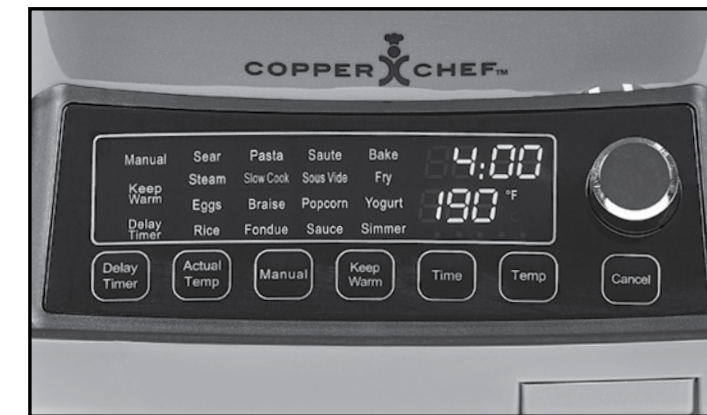 COPPER CHEF™
Manual Sear Pasta Saute Bake 4:00
Keep Warm Steam Slow Cook Sous Vide Fry 190 °F
Eggs Braise Popcorn Yogurt
Delay Timer Rice Fondue Sauce Simmer
Delay Timer Actual Temp Manual Keep Warm Time Temp Cancel